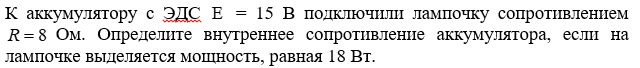 К аккумулятору с ЭДС E = 15 В подключили лампочку сопротивлением
R = 8 Ом. Определите внутреннее сопротивление аккумулятора, если на
лампочке выделяется мощность, равная 18 Вт.